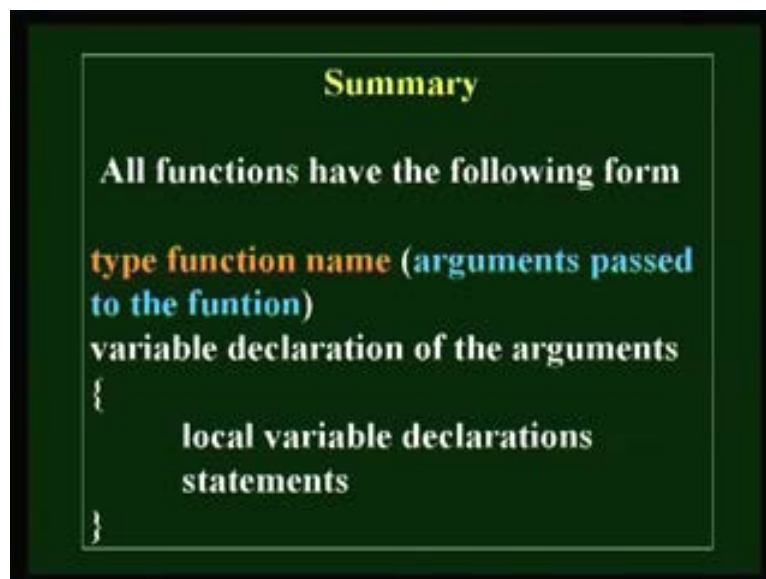 Summary
All functions have the following form
type function name (arguments passed
to the funtion)
variable declaration of the arguments
{
local variable declarations
statements
}